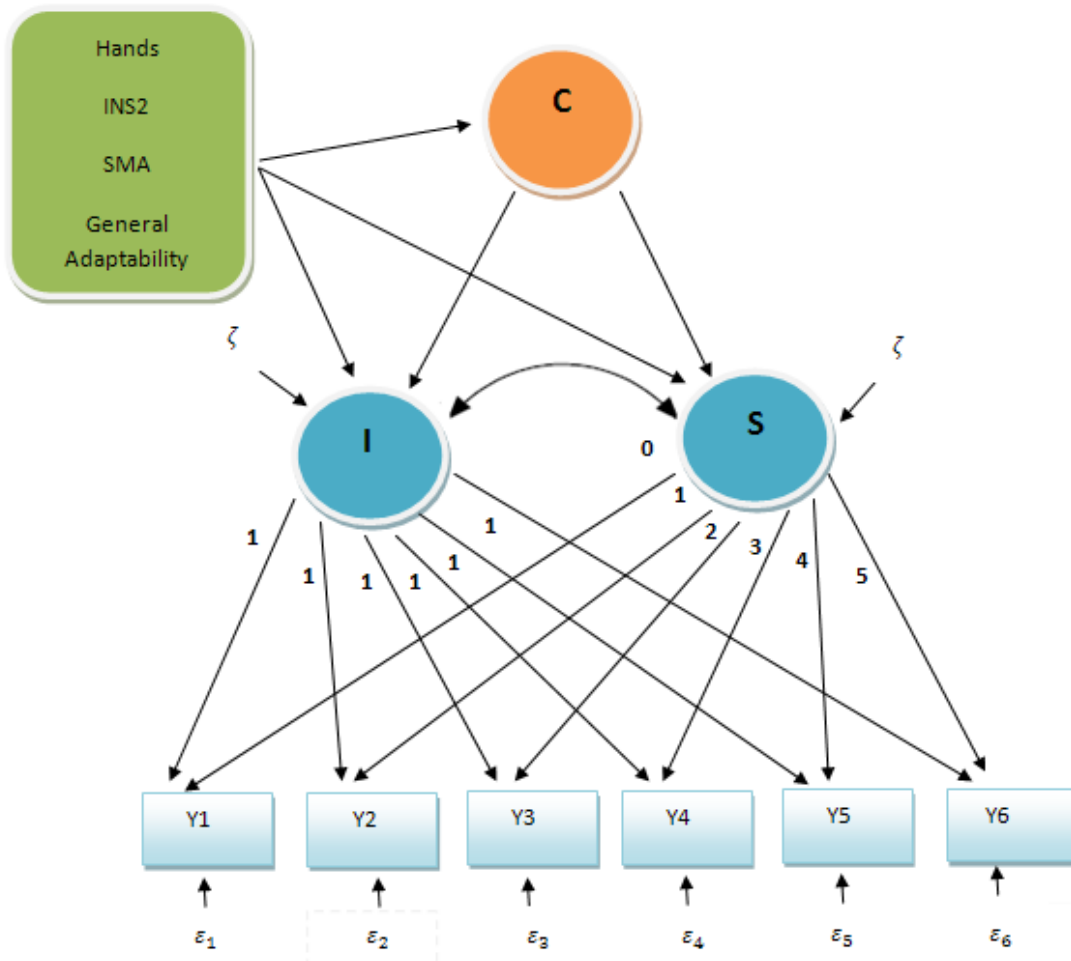 Hands
INS2
SMA
General
Adaptability
C
ζ
ζ
I
S
0
1
1
2
3
4
5
1
1
1
1
1
Y1
Y2
Y3
Y4
Y5
Y6
ε1
ε2
ε3
ε4
ε5
ε6